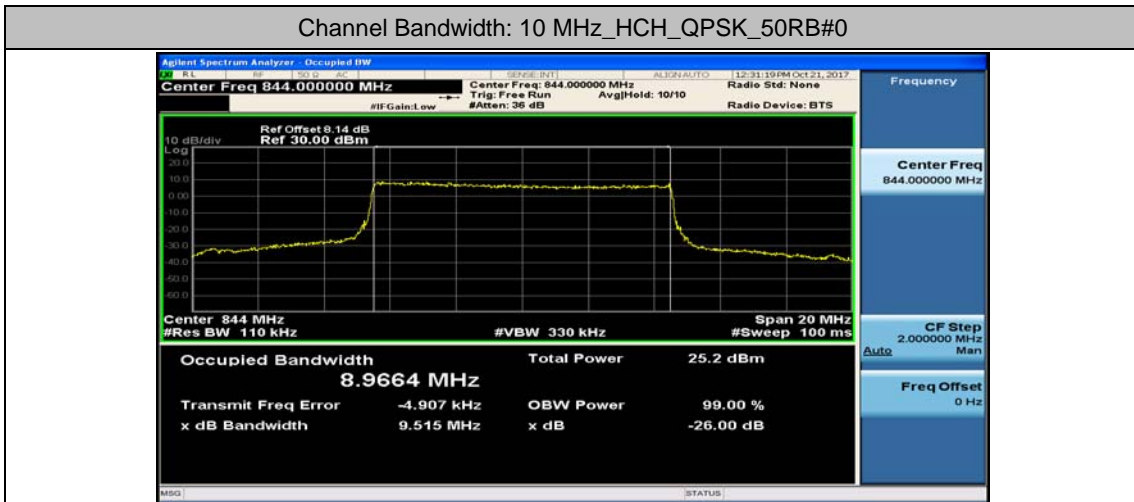 Channel Bandwidth: 10 MHz_HCH_QPSK_50RB#0
Agilent Spectrum Analyzer - Occupied BW
LXI RL RF 50 Ω AC SENSE:INT ALIGN AUTO 12:31:19 PM Oct 21, 2017
Center Freq 844.000000 MHz
Center Freq: 844.000000 MHz
Radio Std: None
Trig: Free Run Avg|Hold: 10/10
#IFGain:Low
#Atten: 36 dB
Radio Device: BTS
Ref Offset 8.14 dB
10 dB/div Ref 30.00 dBm
Log
20.0
10.0
0.00
-10.0
-20.0
-30.0
-40.0
-50.0
-60.0
Center 844 MHz Span 20 MHz
#Res BW 110 kHz #VBW 330 kHz #Sweep 100 ms
Occupied Bandwidth Total Power 25.2 dBm
8.9664 MHz
Transmit Freq Error -4.907 kHz OBW Power 99.00 %
x dB Bandwidth 9.515 MHz x dB -26.00 dB
MSG STATUS
Frequency
Center Freq
844.000000 MHz
CF Step
2.000000 MHz
Auto Man
Freq Offset
0 Hz